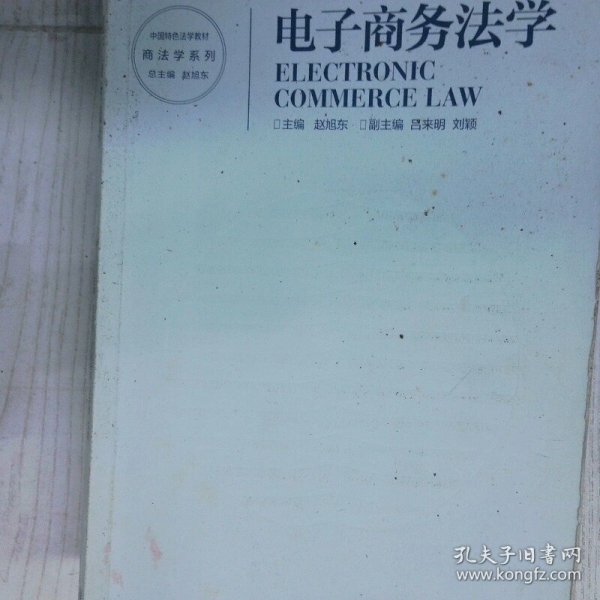 中国特色法学教材
商法学系列
总主编 赵旭东
电子商务法学
ELECTRONIC
COMMERCE LAW
主编 赵旭东 副主编 吕来明 刘颖
孔夫子旧书网
www.kongfz.com